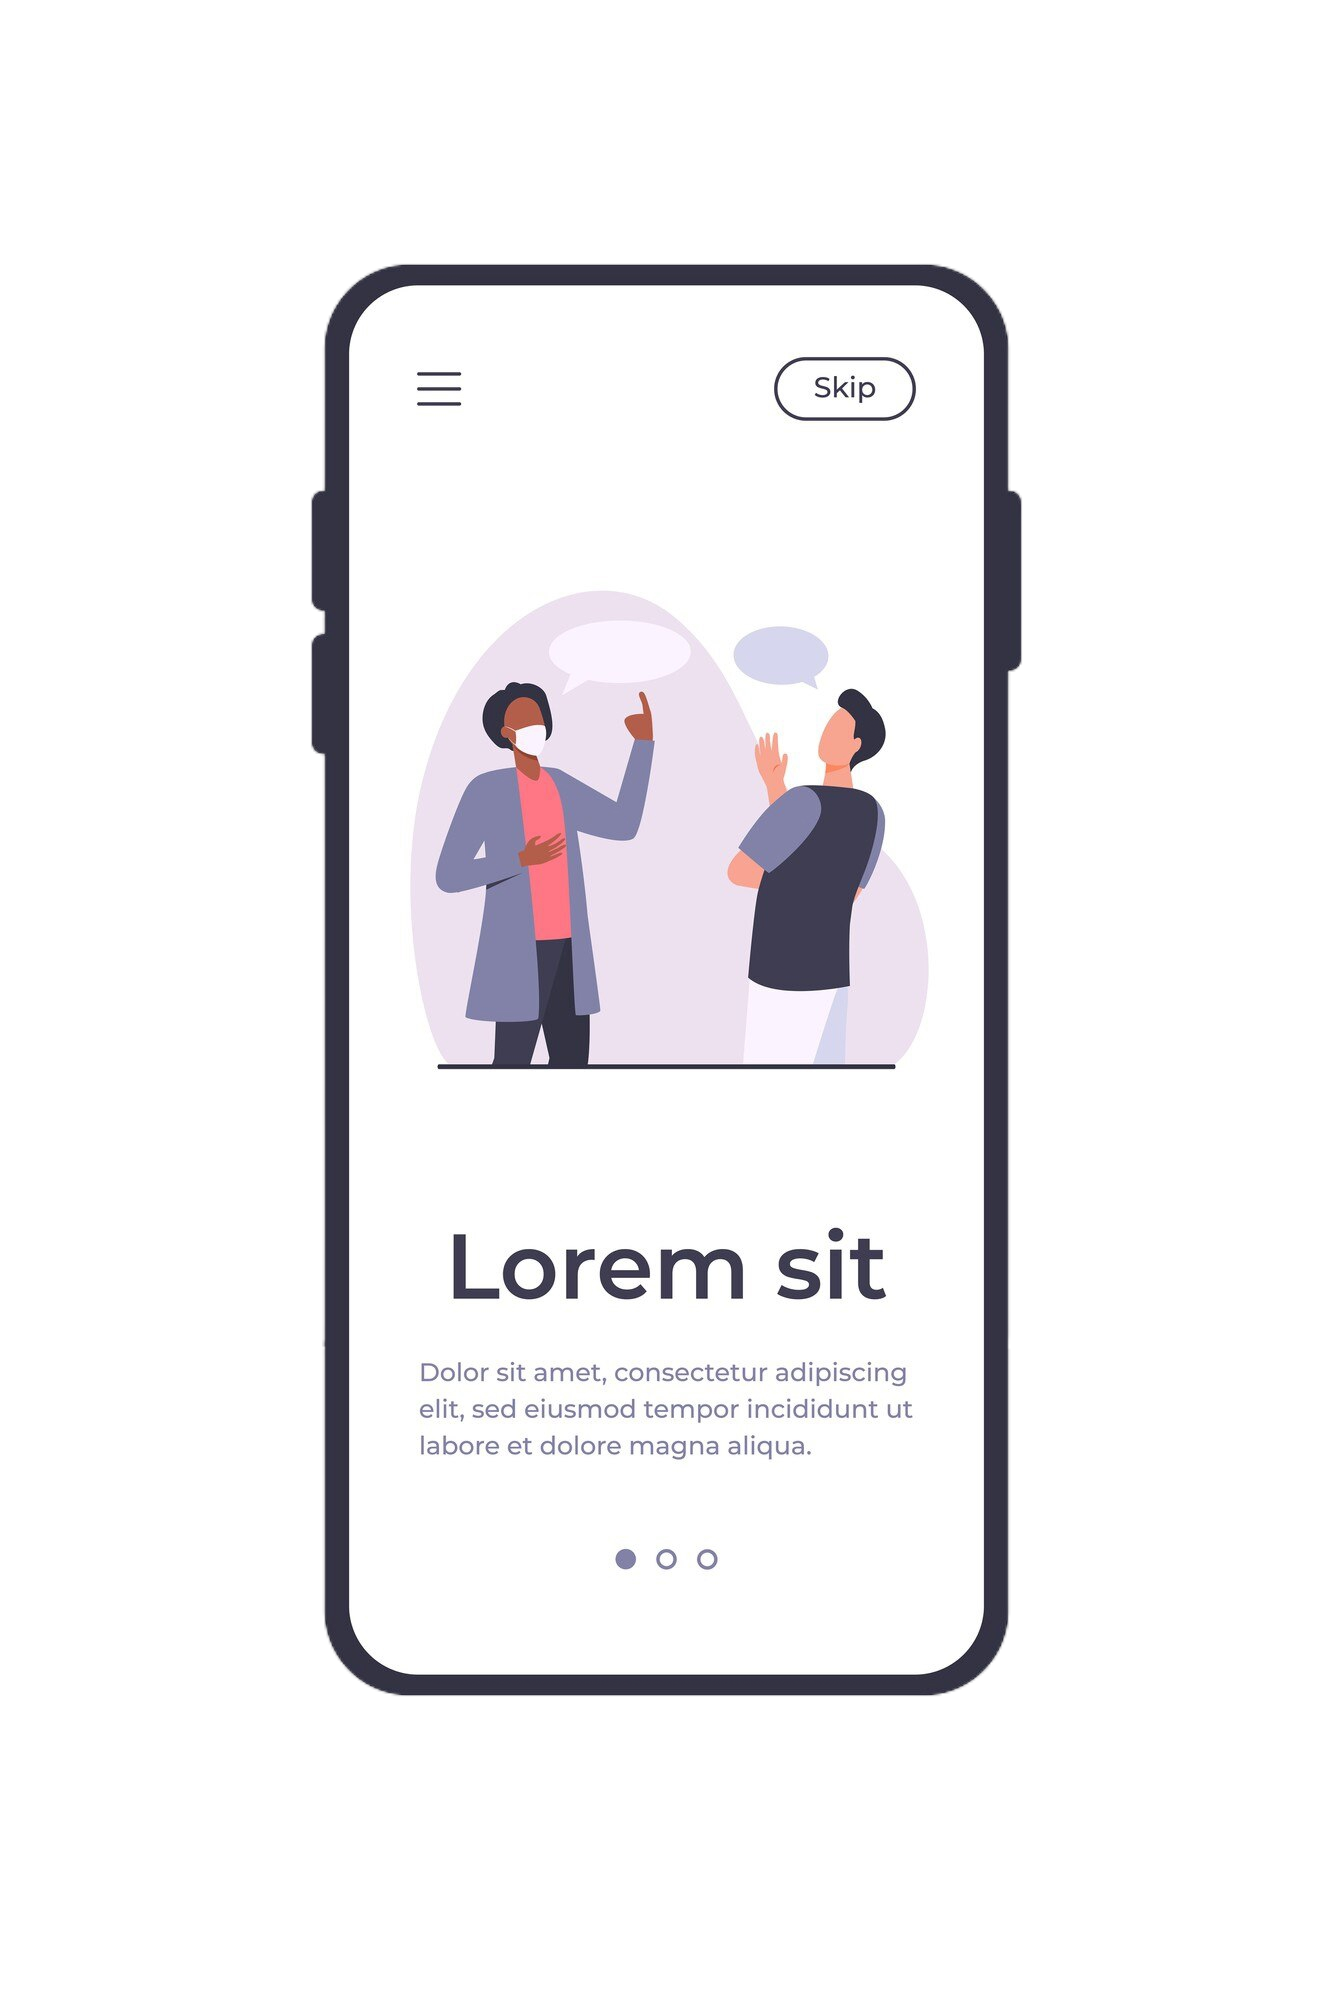 Skip
Lorem sit
Dolor sit amet, consectetur adipiscing
elit, sed eiusmod tempor incididunt ut
labore et dolore magna aliqua.